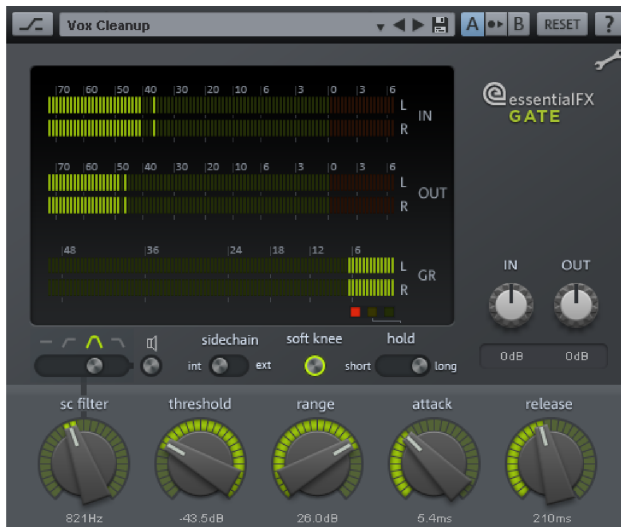 Vox Cleanup A B RESET ?
70 60 50 40 30 20 10 6 3 0 3 6
L
R
IN
70 60 50 40 30 20 10 6 3 0 3 6
L
R
OUT
48 36 24 18 12 6
L
R
GR
essentialFX
GATE
IN OUT
0dB 0dB
sidechain soft knee hold
int ext short long
sc filter threshold range attack release
821Hz -43.5dB 26.0dB 5.4ms 210ms